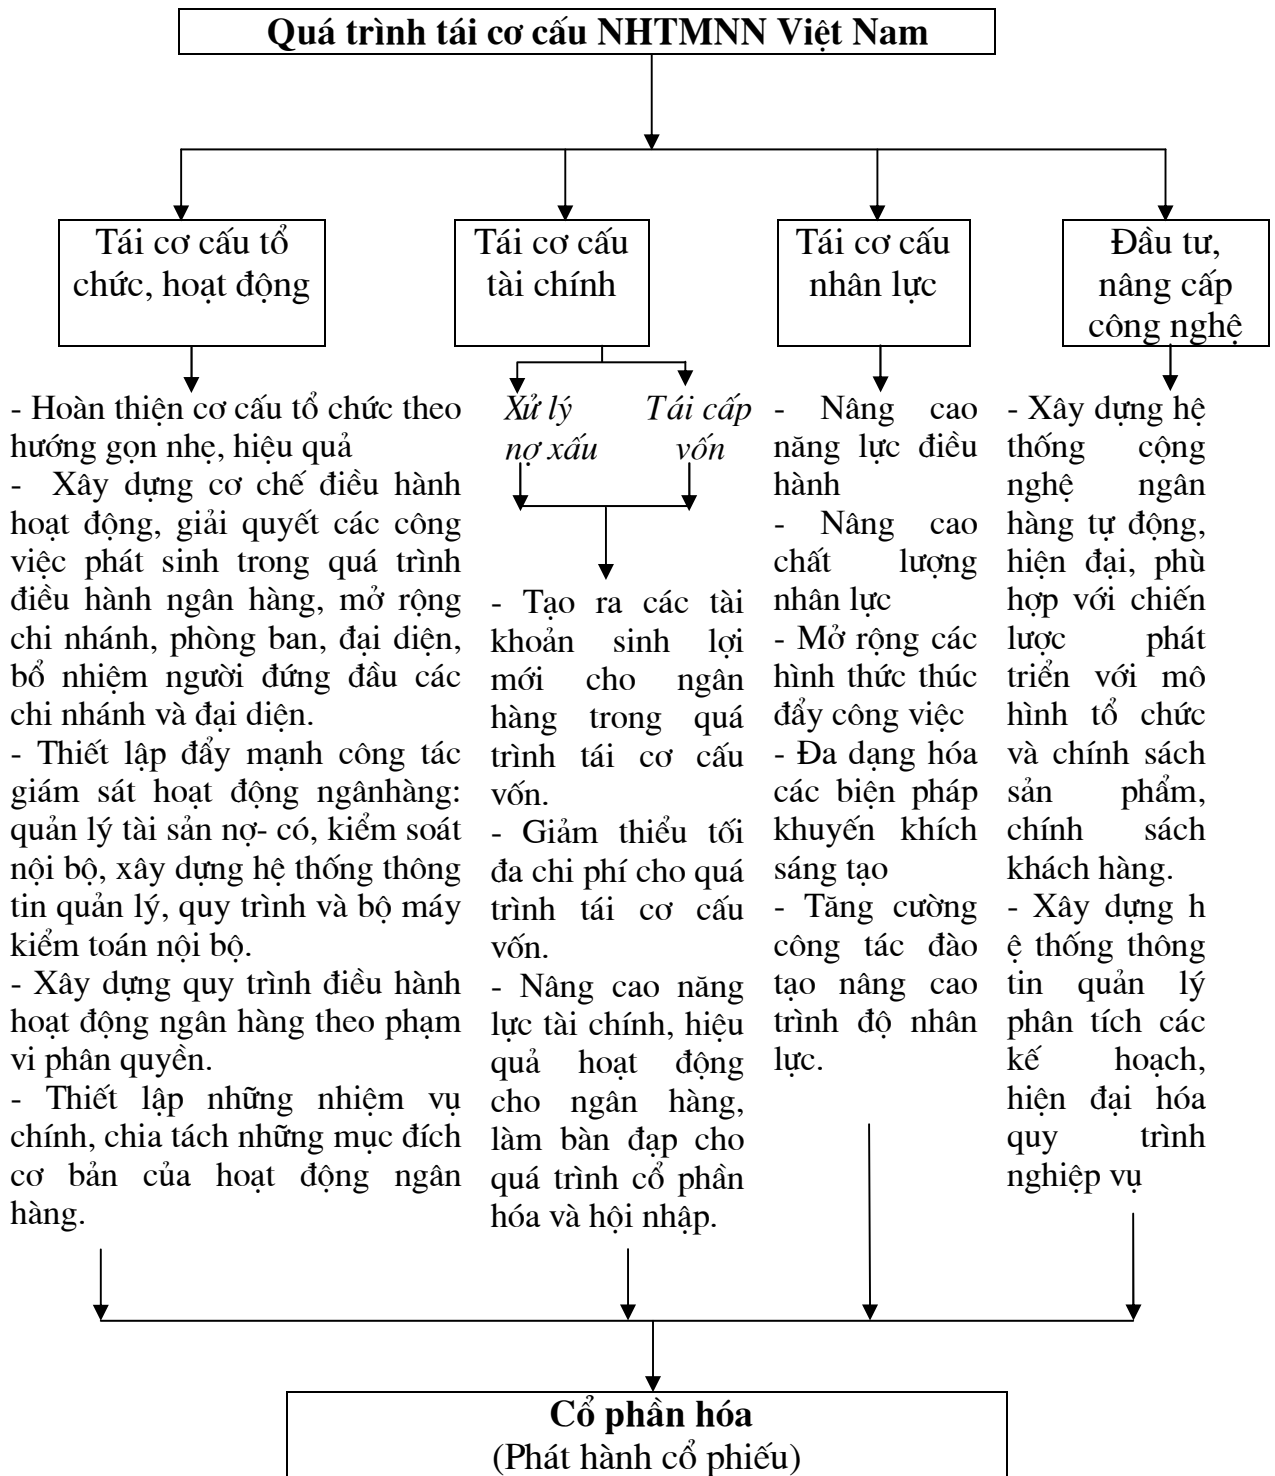 Quá trình tái cơ cấu NHTMNN Việt Nam
Tái cơ cấu tổ
chức, hoạt động
- Hoàn thiện cơ cấu tổ chức theo
hướng gọn nhẹ, hiệu quả
- Xây dựng cơ chế điều hành
hoạt động, giải quyết các công
việc phát sinh trong quá trình
điều hành ngân hàng, mở rộng
chi nhánh, phòng ban, đại diện,
bổ nhiệm người đứng đầu các
chi nhánh và đại diện.
- Thiết lập đẩy mạnh công tác
giám sát hoạt động ngânhàng:
quản lý tài sản nợ- có, kiểm soát
nội bộ, xây dựng hệ thống thông
tin quản lý, quy trình và bộ máy
kiểm toán nội bộ.
- Xây dựng quy trình điều hành
hoạt động ngân hàng theo phạm
vi phân quyền.
- Thiết lập những nhiệm vụ
chính, chia tách những mục đích
cơ bản của hoạt động ngân
hàng.
Tái cơ cấu
tài chính
Xử lý
nợ xấu
Tái cấp
vốn
- Tạo ra các tài
khoản sinh lợi
mới cho ngân
hàng trong quá
trình tái cơ cấu
vốn.
- Giảm thiểu tối
đa chi phí cho quá
trình tái cơ cấu
vốn.
- Nâng cao năng
lực tài chính, hiệu
quả hoạt động
cho ngân hàng,
làm bàn đạp cho
quá trình cổ phần
hóa và hội nhập.
Tái cơ cấu
nhân lực
- Nâng cao
năng lực điều
hành
- Nâng cao
chất lượng
nhân lực
- Mở rộng các
hình thức thúc
đẩy công việc
- Đa dạng hóa
các biện pháp
khuyến khích
sáng tạo
- Tăng cường
công tác đào
tạo nâng cao
trình độ nhân
lực.
Đầu tư,
nâng cấp
công nghệ
- Xây dựng hệ
thống cộng
nghệ ngân
hàng tự động,
hiện đại, phù
hợp với chiến
lược phát
triển với mô
hình tổ chức
và chính sách
sản phẩm,
chính sách
khách hàng.
- Xây dựng h
ệ thống thông
tin quản lý
phân tích các
kế hoạch,
hiện đại hóa
quy trình
nghiệp vụ
Cổ phần hóa
(Phát hành cổ phiếu)